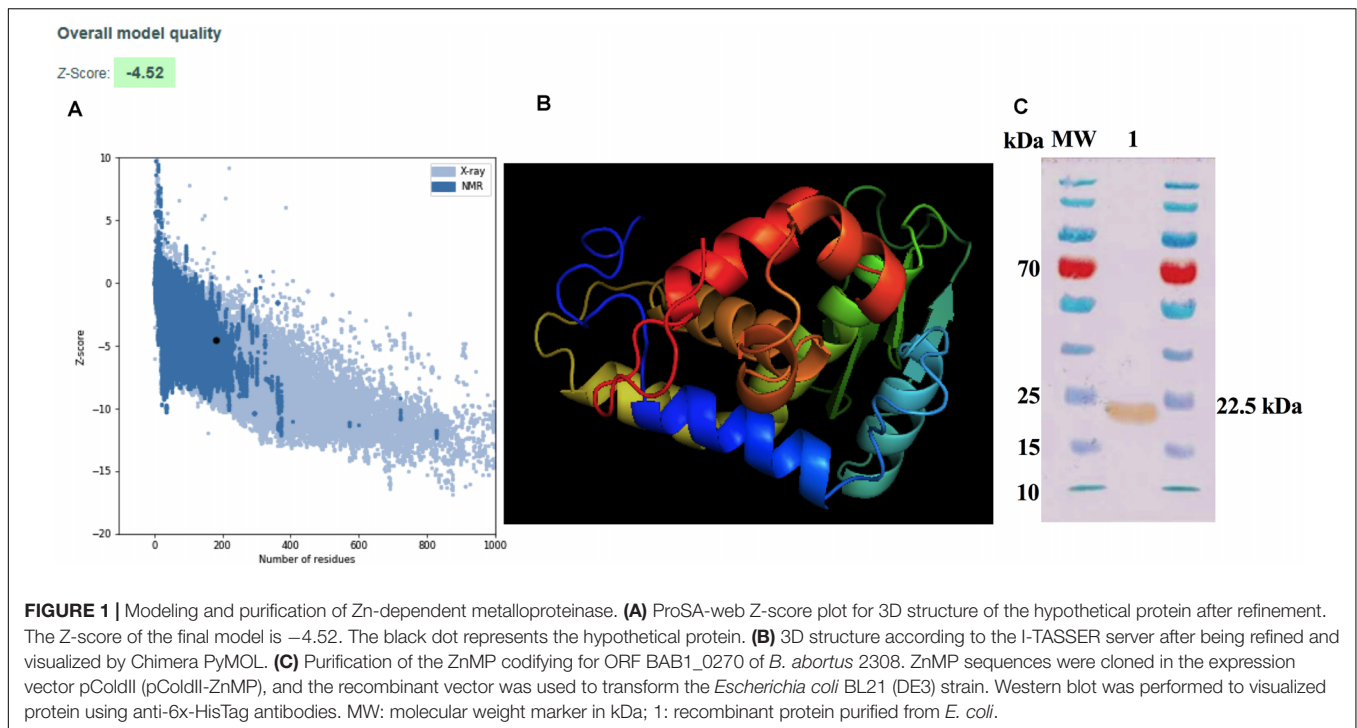 Overall model quality
Z-Score: -4.52
A
B
C
kDa MW 1
10
5
0
−5
−10
−15
−20
Z-score
X-ray
NMR
0 200 400 600 800 1000
Number of residues
70
25
15
10
22.5 kDa
FIGURE 1 | Modeling and purification of Zn-dependent metalloproteinase. (A) ProSA-web Z-score plot for 3D structure of the hypothetical protein after refinement.
The Z-score of the final model is −4.52. The black dot represents the hypothetical protein. (B) 3D structure according to the I-TASSER server after being refined and
visualized by Chimera PyMOL. (C) Purification of the ZnMP codifying for ORF BAB1_0270 of B. abortus 2308. ZnMP sequences were cloned in the expression
vector pColdII (pColdII-ZnMP), and the recombinant vector was used to transform the Escherichia coli BL21 (DE3) strain. Western blot was performed to visualized
protein using anti-6x-HisTag antibodies. MW: molecular weight marker in kDa; 1: recombinant protein purified from E. coli.